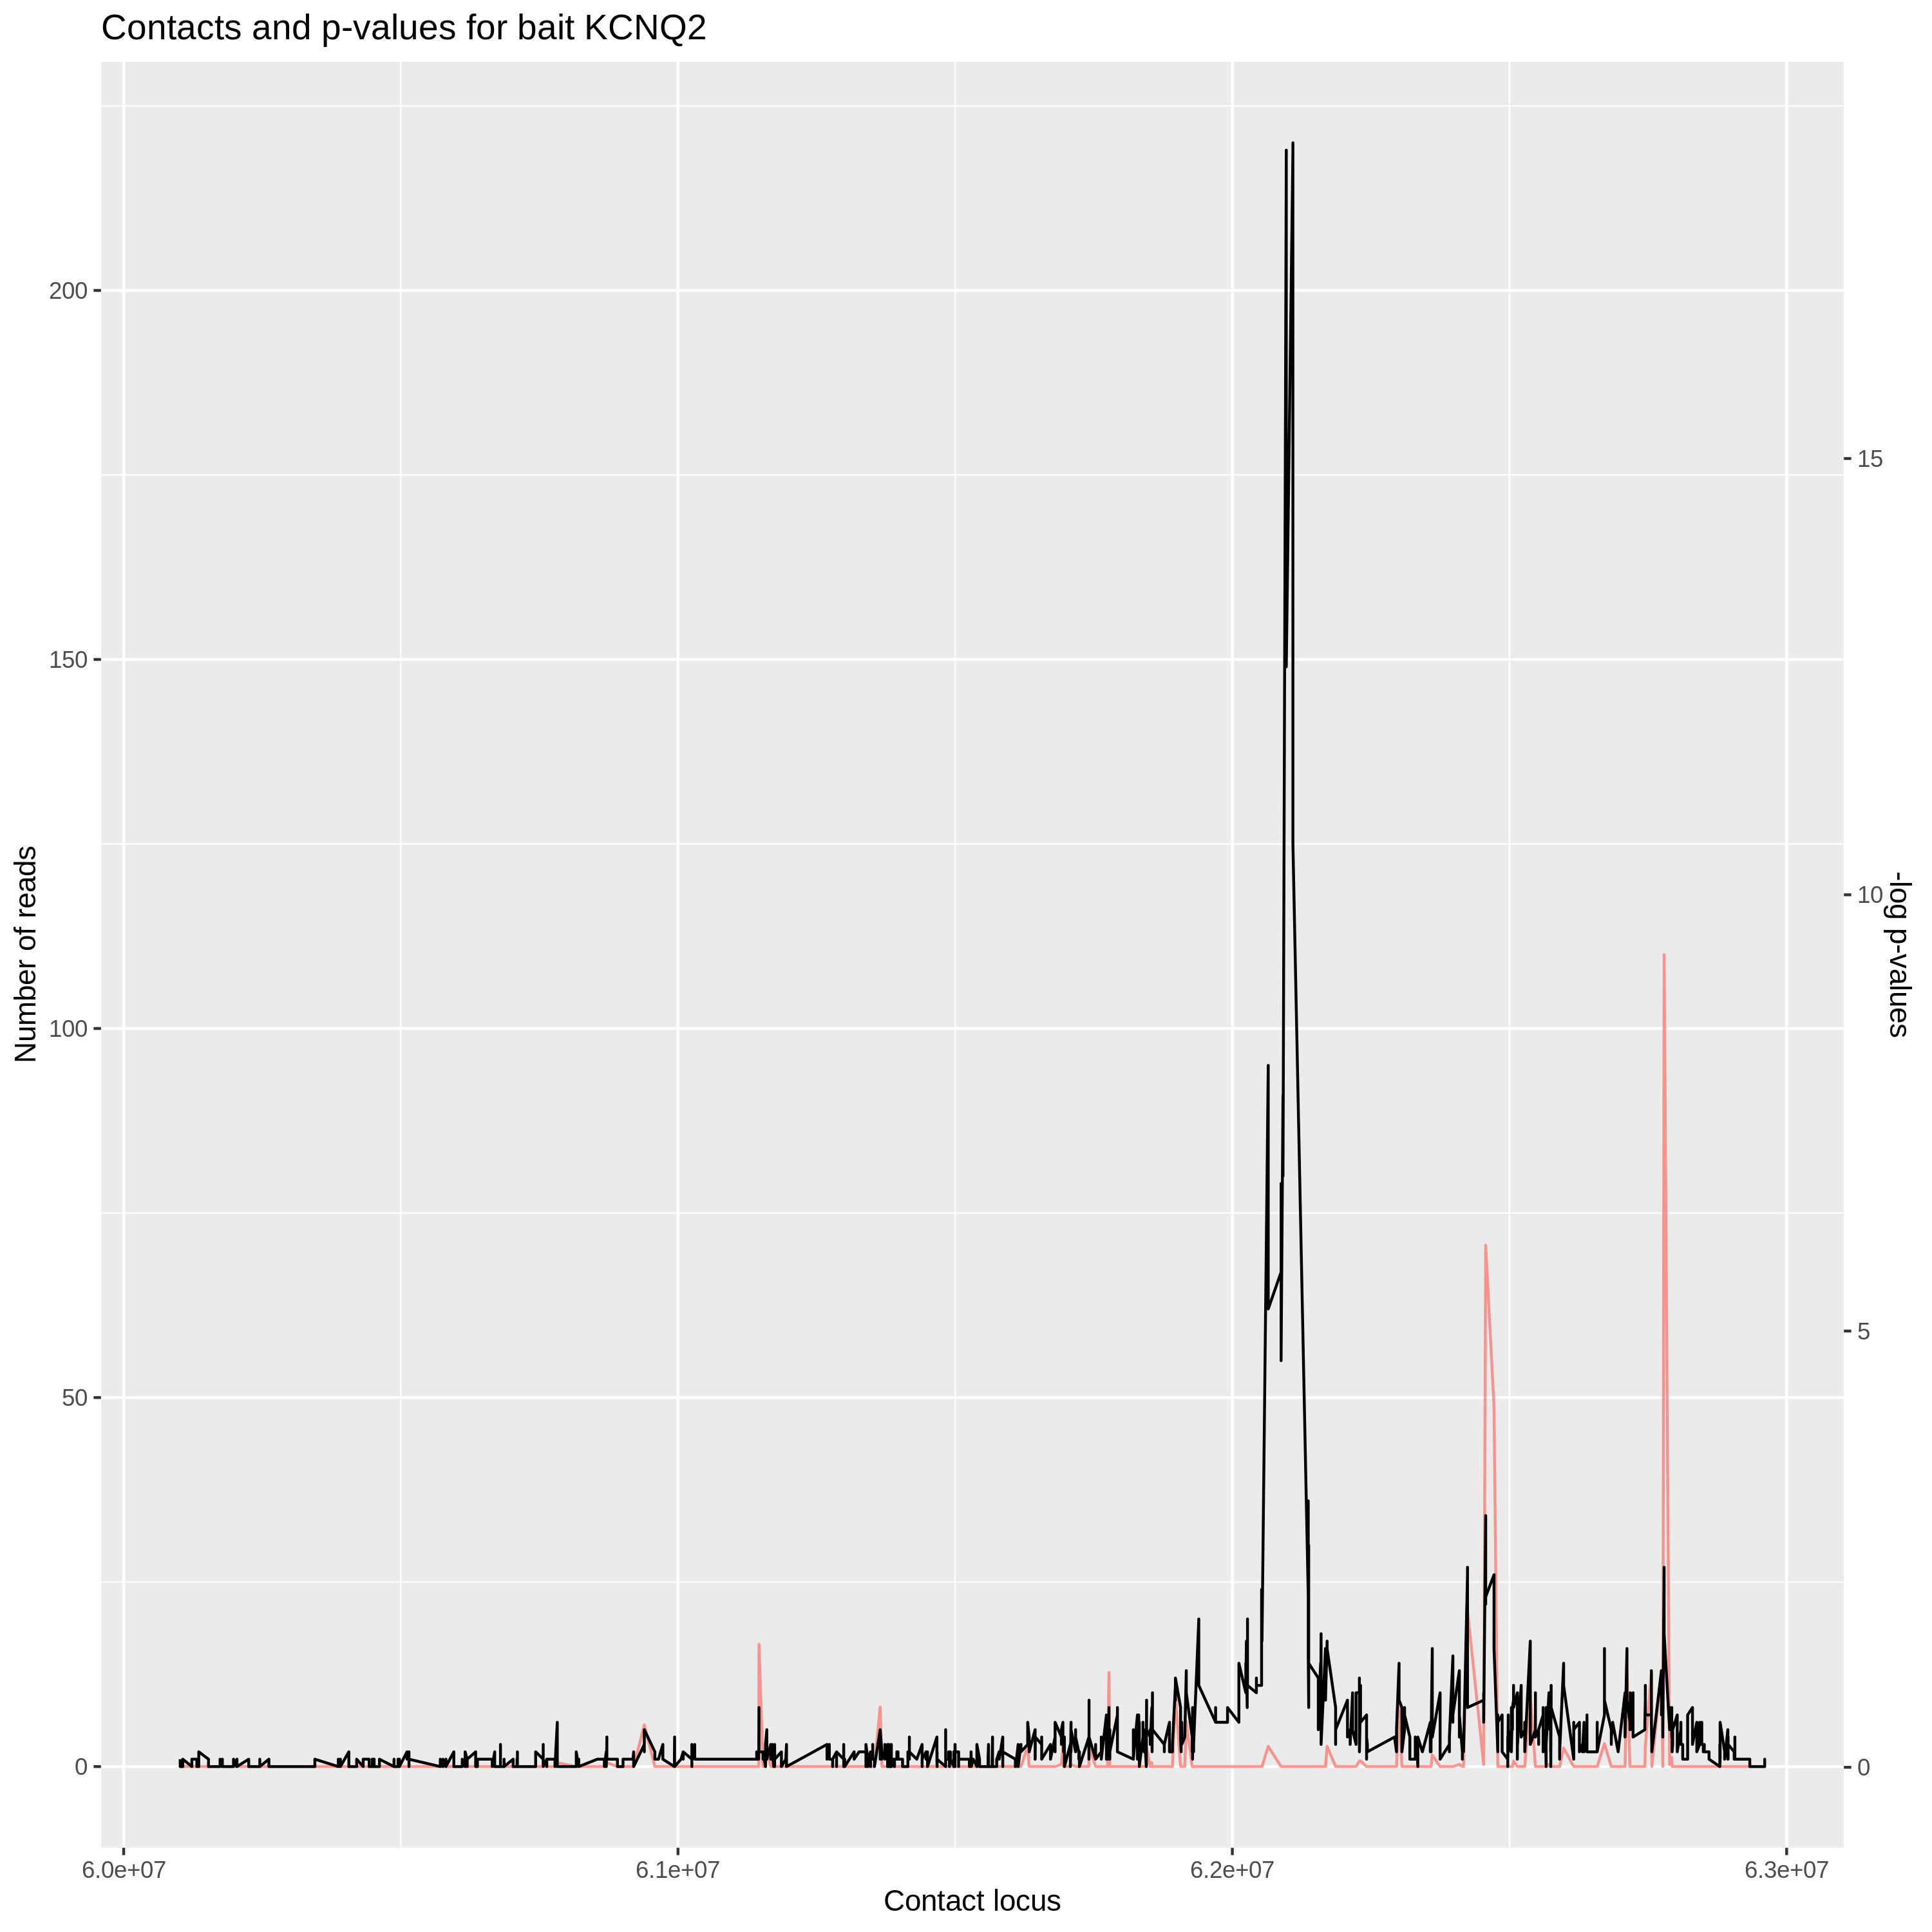 Contacts and p-values for bait KCNQ2
Number of reads
200
150
100
50
0
15
10
5
0
-log p-values
6.0e+07
6.1e+07
6.2e+07
6.3e+07
Contact locus